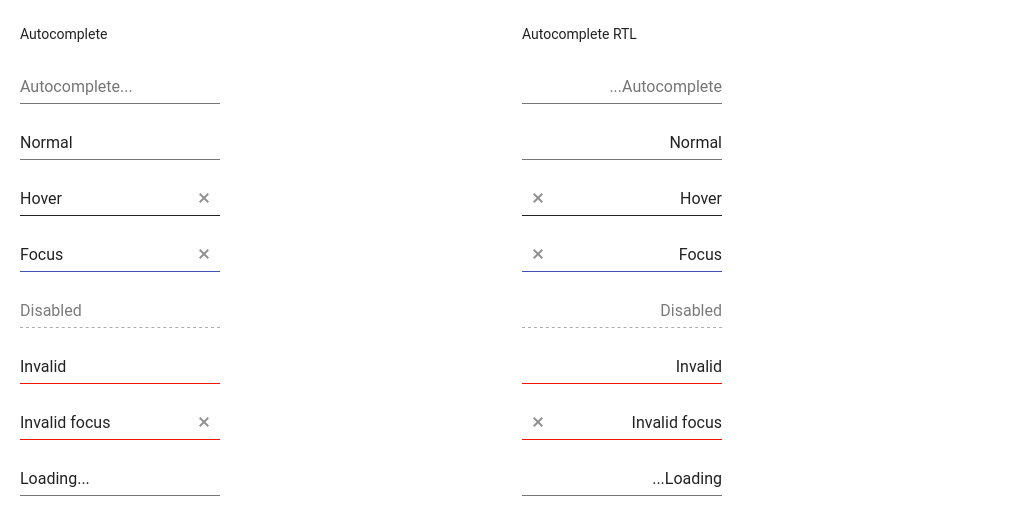 Autocomplete
Autocomplete...
Normal
Hover
Focus
Disabled
Invalid
Invalid focus
Loading...
Autocomplete RTL
...Autocomplete
Normal
Hover
Focus
Disabled
Invalid
Invalid focus
...Loading